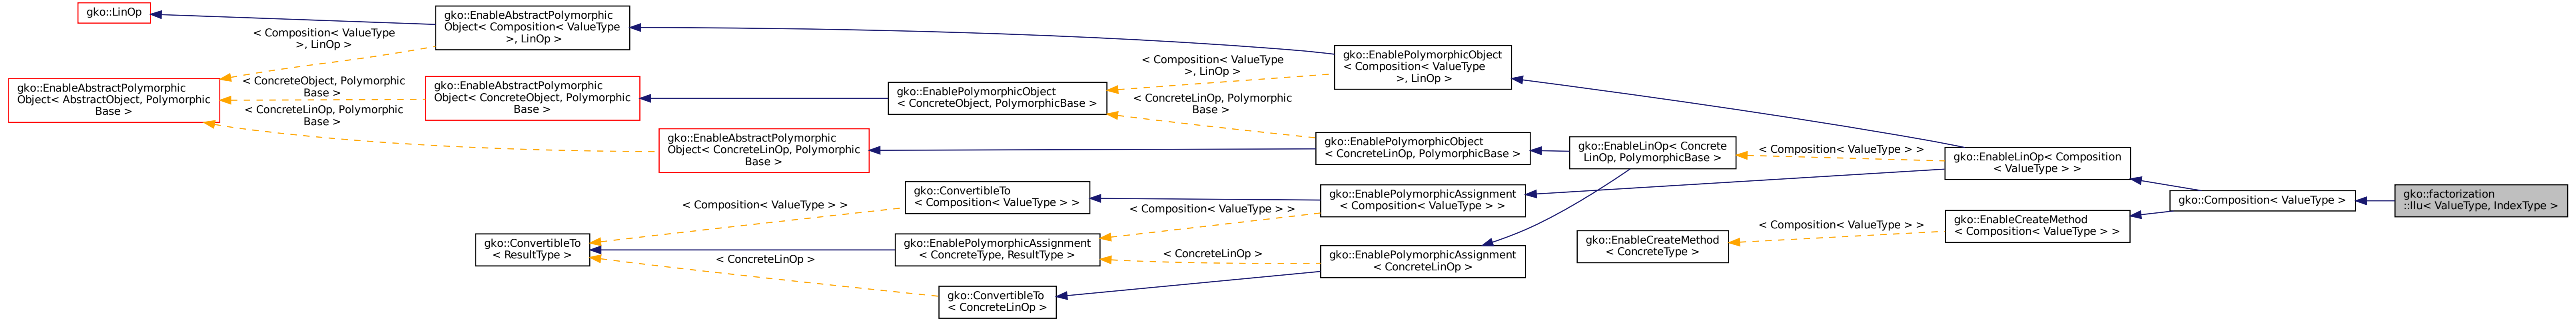 gko::LinOp
gko::EnableAbstractPolymorphic
Object< Composition< ValueType
>, LinOp >
< Composition< ValueType
>, LinOp >
gko::EnableAbstractPolymorphic
Object< AbstractObject, Polymorphic
Base >
< ConcreteObject, Polymorphic
Base >
< ConcreteLinOp, Polymorphic
Base >
gko::EnableAbstractPolymorphic
Object< ConcreteObject, Polymorphic
Base >
gko::EnableAbstractPolymorphic
Object< ConcreteLinOp, Polymorphic
Base >
gko::EnablePolymorphicObject
< ConcreteObject, PolymorphicBase >
< Composition< ValueType
>, LinOp >
< ConcreteLinOp, Polymorphic
Base >
gko::EnablePolymorphicObject
< Composition< ValueType
>, LinOp >
gko::EnablePolymorphicObject
< ConcreteLinOp, PolymorphicBase >
gko::EnableLinOp< Concrete
LinOp, PolymorphicBase >
< Composition< ValueType > >
gko::EnableLinOp< Composition
< ValueType > >
gko::ConvertibleTo
< ResultType >
< Composition< ValueType > >
< ConcreteLinOp >
gko::ConvertibleTo
< Composition< ValueType > >
gko::EnablePolymorphicAssignment
< ConcreteType, ResultType >
gko::ConvertibleTo
< ConcreteLinOp >
< Composition< ValueType > >
< ConcreteLinOp >
gko::EnablePolymorphicAssignment
< Composition< ValueType > >
gko::EnablePolymorphicAssignment
< ConcreteLinOp >
gko::EnableCreateMethod
< ConcreteType >
< Composition< ValueType > >
gko::EnableCreateMethod
< Composition< ValueType > >
gko::Composition< ValueType >
gko::factorization
::Ilu< ValueType, IndexType >